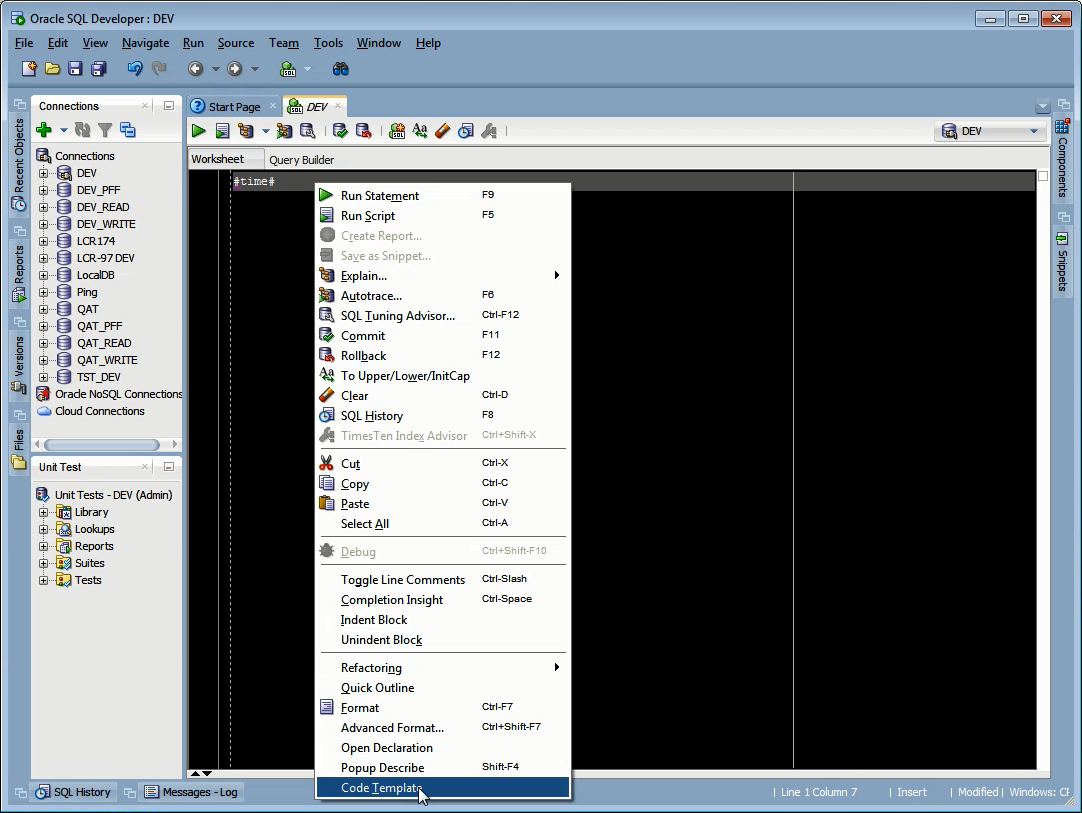 Oracle SQL Developer : DEV
File Edit View Navigate Run Source Team Tools Window Help
Recent Objects
Reports
Versions
Files
Connections
Connections
DEV
DEV_PFF
DEV_READ
DEV_WRITE
LCR174
LCR-97 DEV
LocalDB
Ping
QAT
QAT_PFF
QAT_READ
QAT_WRITE
TST_DEV
Oracle NoSQL Connections
Cloud Connections
Unit Test
Unit Tests - DEV (Admin)
Library
Lookups
Reports
Suites
Tests
Start Page DEV
DEV
Worksheet Query Builder
#time#
Run Statement F9
Run Script F5
Create Report...
Save as Snippet...
Explain...
Autotrace... F6
SQL Tuning Advisor... Ctrl-F12
Commit F11
Rollback F12
To Upper/Lower/InitCap
Clear Ctrl-D
SQL History F8
TimesTen Index Advisor Ctrl+Shift-X
Cut Ctrl-X
Copy Ctrl-C
Paste Ctrl-V
Select All Ctrl-A
Debug Ctrl+Shift-F10
Toggle Line Comments Ctrl-Slash
Completion Insight Ctrl-Space
Indent Block
Unindent Block
Refactoring
Quick Outline
Format Ctrl-F7
Advanced Format... Ctrl+Shift-F7
Open Declaration
Popup Describe Shift-F4
Code Template
Components
Snippets
SQL History Messages - Log
Line 1 Column 7 Insert Modified Windows: